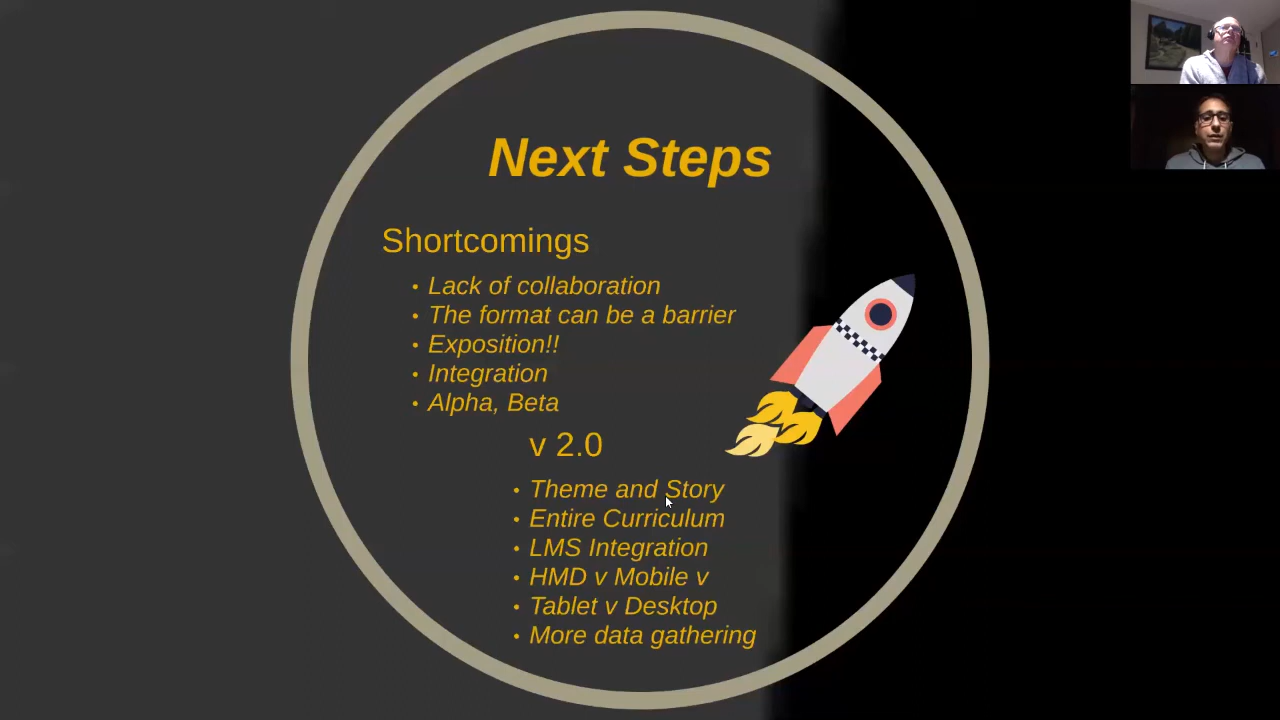 Next Steps
Shortcomings
• Lack of collaboration
• The format can be a barrier
• Exposition!!
• Integration
• Alpha, Beta
v 2.0
• Theme and Story
• Entire Curriculum
• LMS Integration
• HMD v Mobile v
• Tablet v Desktop
• More data gathering